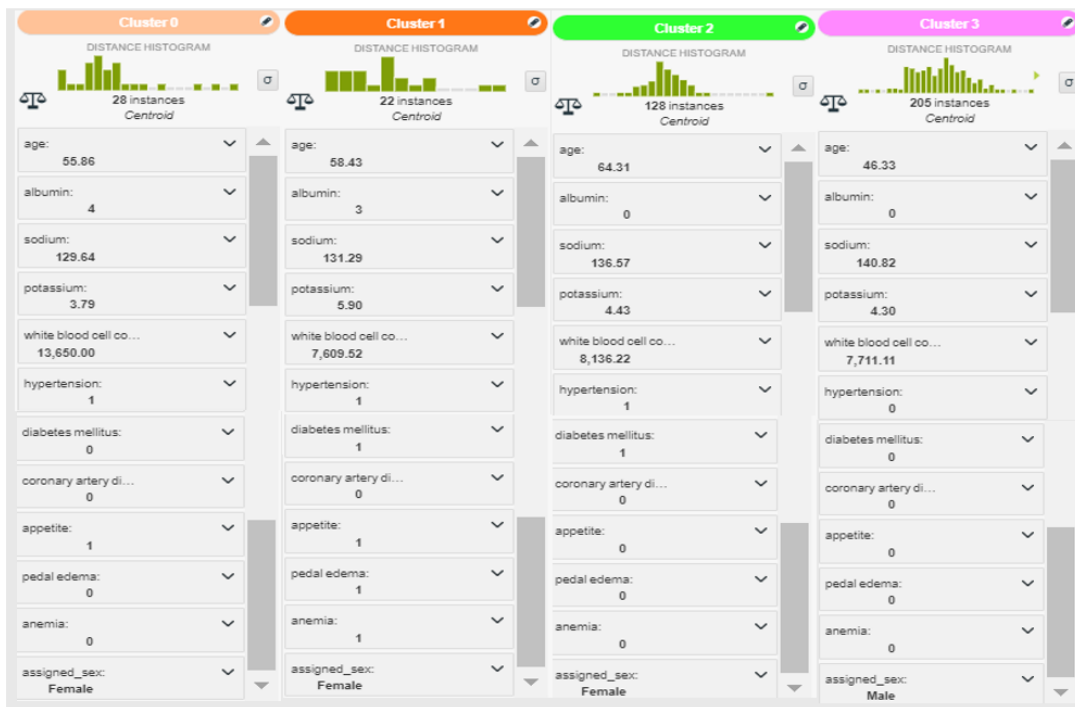 Cluster 0
DISTANCE HISTOGRAM
σ
28 instances
Centroid
age:
55.86
albumin:
4
sodium:
129.64
potassium:
3.79
white blood cell co...
13,650.00
hypertension:
1
diabetes mellitus:
0
coronary artery di...
0
appetite:
1
pedal edema:
0
anemia:
0
assigned_sex:
Female
Cluster 1
DISTANCE HISTOGRAM
σ
22 instances
Centroid
age:
58.43
albumin:
3
sodium:
131.29
potassium:
5.90
white blood cell co...
7,609.52
hypertension:
1
diabetes mellitus:
1
coronary artery di...
0
appetite:
1
pedal edema:
1
anemia:
1
assigned_sex:
Female
Cluster 2
DISTANCE HISTOGRAM
σ
128 instances
Centroid
age:
64.31
albumin:
0
sodium:
136.57
potassium:
4.43
white blood cell co...
8,136.22
hypertension:
1
diabetes mellitus:
1
coronary artery di...
0
appetite:
0
pedal edema:
0
anemia:
0
assigned_sex:
Female
Cluster 3
DISTANCE HISTOGRAM
σ
205 instances
Centroid
age:
46.33
albumin:
0
sodium:
140.82
potassium:
4.30
white blood cell co...
7,711.11
hypertension:
0
diabetes mellitus:
0
coronary artery di...
0
appetite:
0
pedal edema:
0
anemia:
0
assigned_sex:
Male